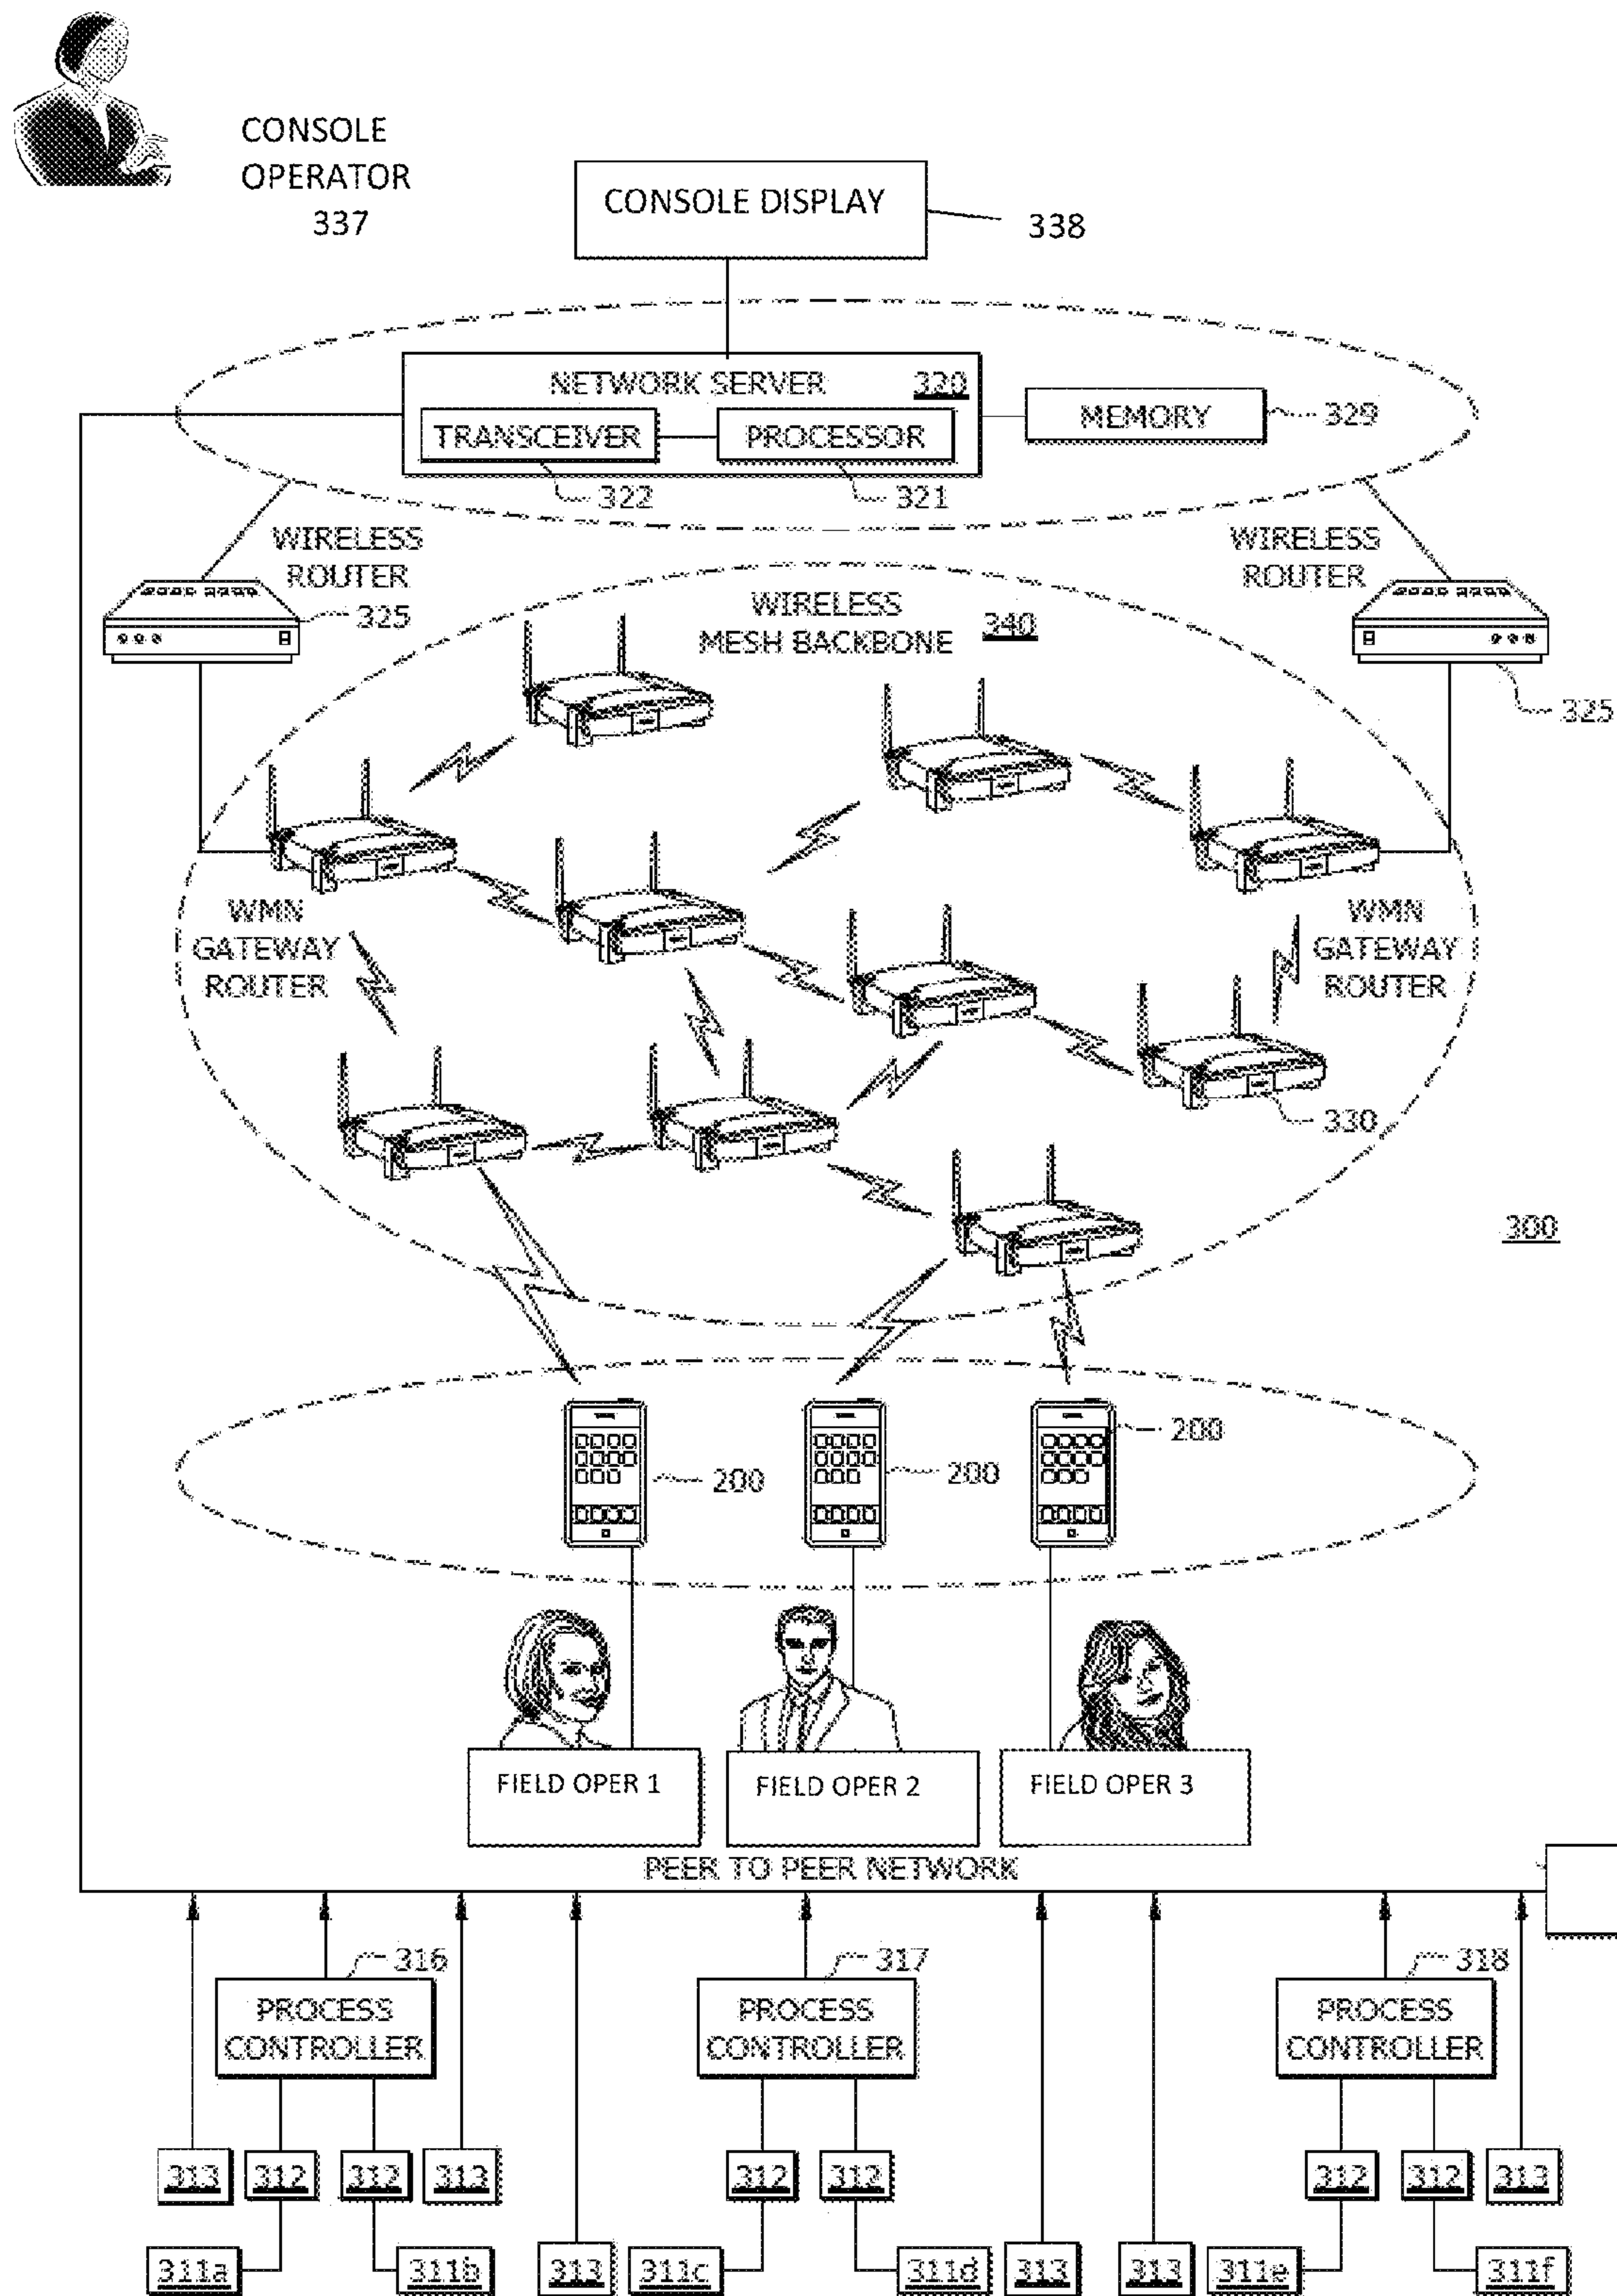 CONSOLE
OPERATOR
337
CONSOLE DISPLAY
338
NETWORK SERVER 320
TRANSCEIVER
PROCESSOR
MEMORY
329
322
321
WIRELESS
ROUTER
325
WIRELESS
ROUTER
325
WIRELESS
MESH BACKBONE 340
WMN
GATEWAY
ROUTER
WMN
GATEWAY
ROUTER
330
300
200
200
200
FIELD OPER 1
FIELD OPER 2
FIELD OPER 3
PEER TO PEER NETWORK
316
317
318
PROCESS
CONTROLLER
PROCESS
CONTROLLER
PROCESS
CONTROLLER
313
312
312
313
312
312
312
312
313
311a
311b
313
311c
311d
313
313
311e
311f